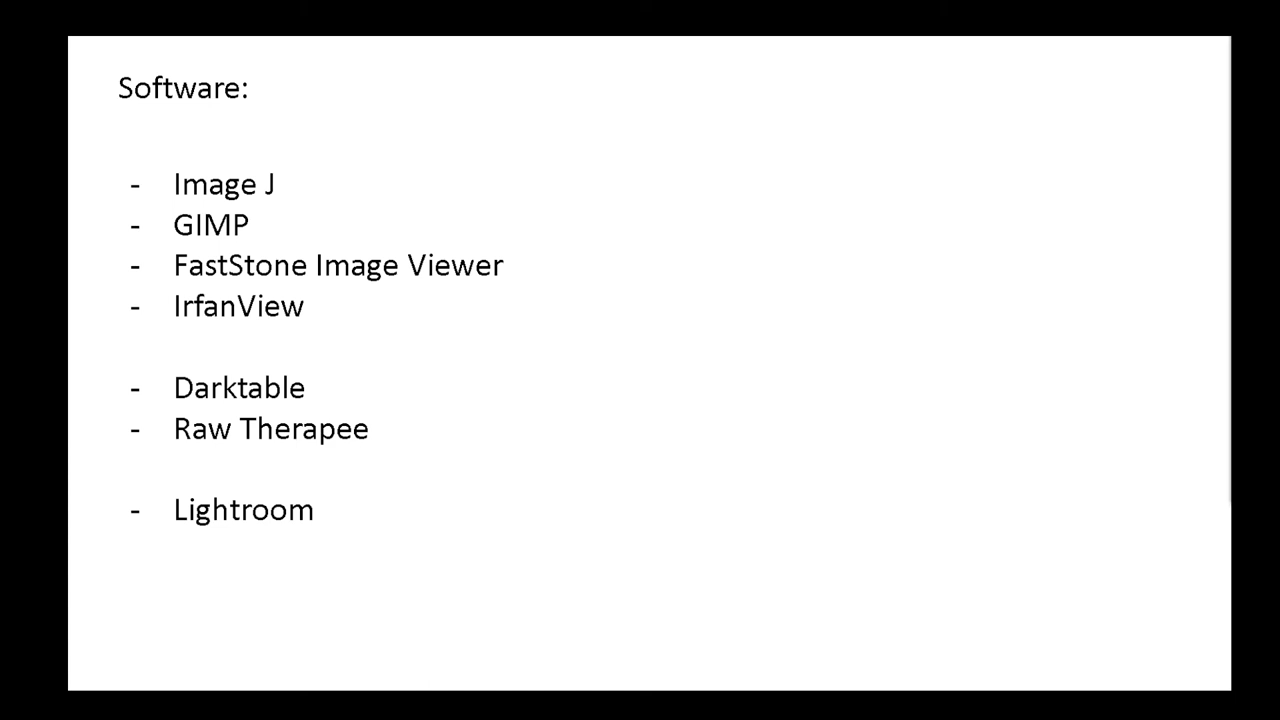 Software:
- Image J
- GIMP
- FastStone Image Viewer
- IrfanView
- Darktable
- Raw Therapee
- Lightroom